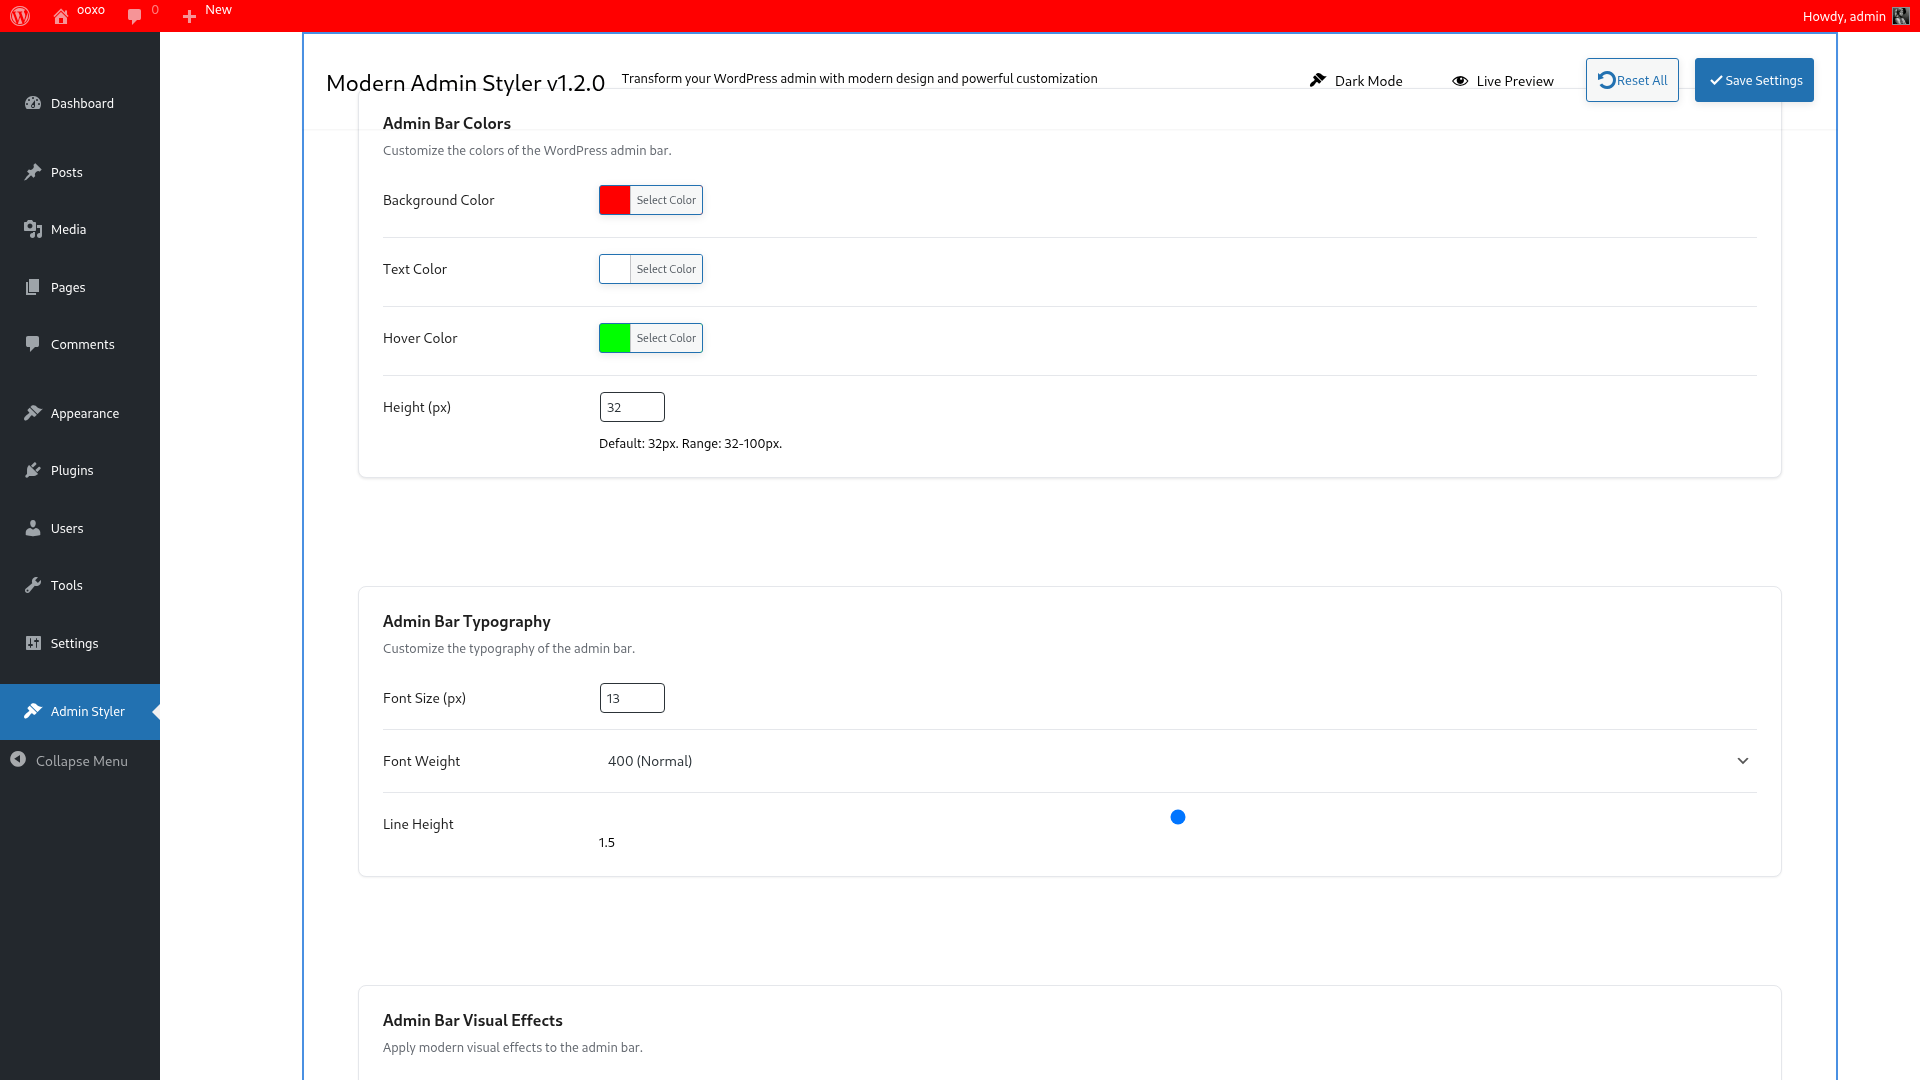 ooxo 0 New Howdy, admin
Modern Admin Styler v1.2.0 Transform your WordPress admin with modern design and powerful customization Dark Mode Live Preview Reset All Save Settings
Dashboard
Posts
Media
Pages
Comments
Appearance
Plugins
Users
Tools
Settings
Admin Styler
Collapse Menu
Admin Bar Colors
Customize the colors of the WordPress admin bar.
Background Color Select Color
Text Color Select Color
Hover Color Select Color
Height (px) 32
Default: 32px. Range: 32-100px.
Admin Bar Typography
Customize the typography of the admin bar.
Font Size (px) 13
Font Weight 400 (Normal)
Line Height
1.5
Admin Bar Visual Effects
Apply modern visual effects to the admin bar.